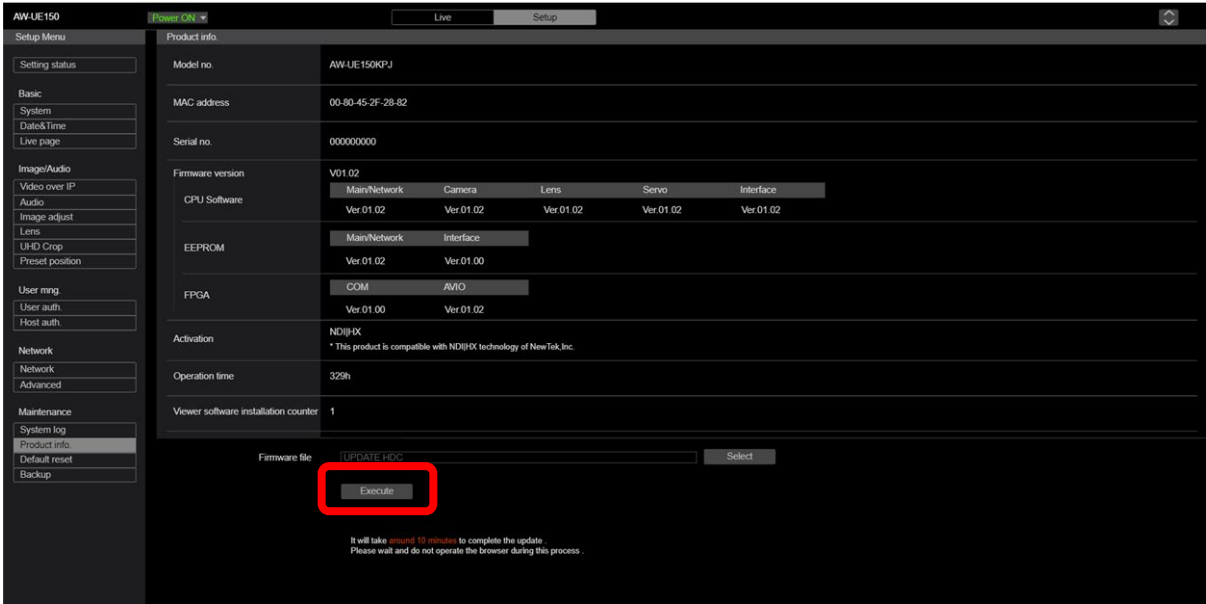 AW-UE150
Power ON
Live
Setup
Setup Menu
Product info.
Setting status
Basic
System
Date&Time
Live page
Image/Audio
Video over IP
Audio
Image adjust
Lens
UHD Crop
Preset position
User mng.
User auth.
Host auth.
Network
Network
Advanced
Maintenance
System log
Product info.
Default reset
Backup
Model no. AW-UE150KPJ
MAC address 00-80-45-2F-28-82
Serial no. 000000000
Firmware version V01.02
CPU Software
Main/Network Camera Lens Servo Interface
Ver.01.02 Ver.01.02 Ver.01.02 Ver.01.02 Ver.01.02
EEPROM
Main/Network Interface
Ver.01.02 Ver.01.00
FPGA
COM AVIO
Ver.01.00 Ver.01.02
Activation
NDI|HX
* This product is compatible with NDI|HX technology of NewTek,Inc.
Operation time 329h
Viewer software installation counter 1
Firmware file UPDATE HDC Select
Execute
It will take around 10 minutes to complete the update .
Please wait and do not operate the browser during this process .